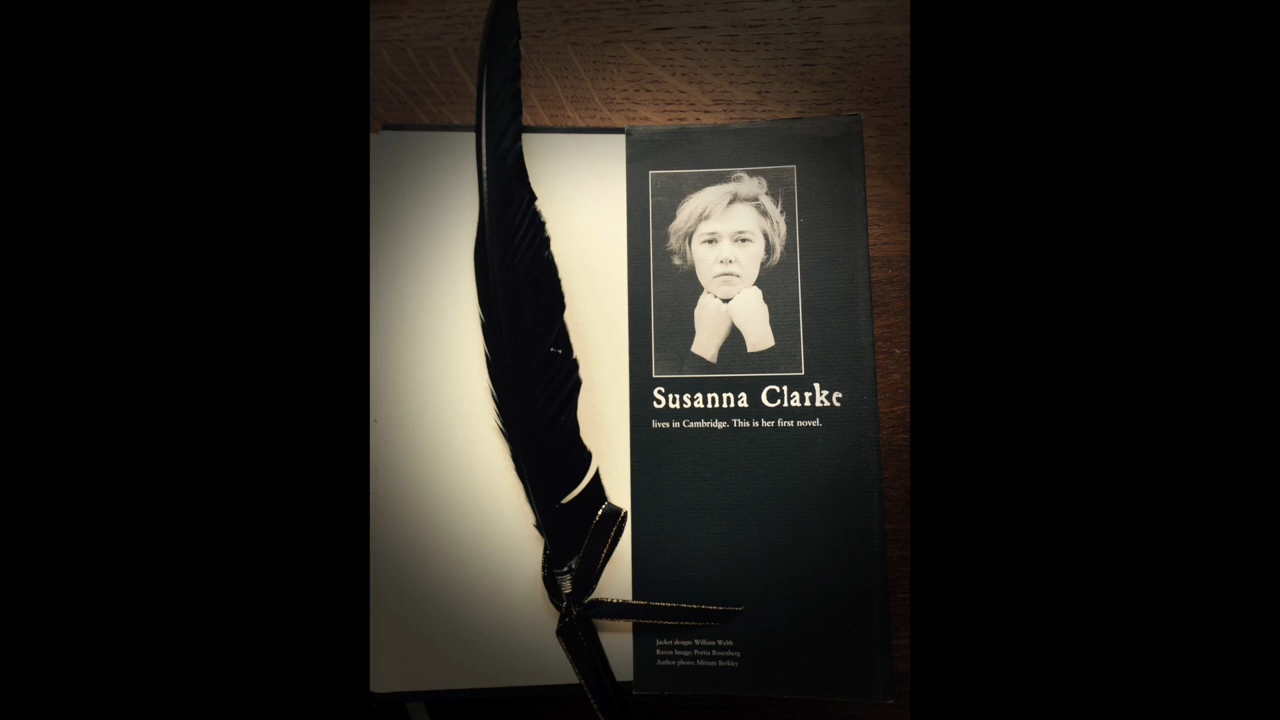 Susanna Clarke
lives in Cambridge. This is her first novel.
Jacket design: William Webb
Raven Image: Portia Rosenberg
Author photo: Miriam Berkley